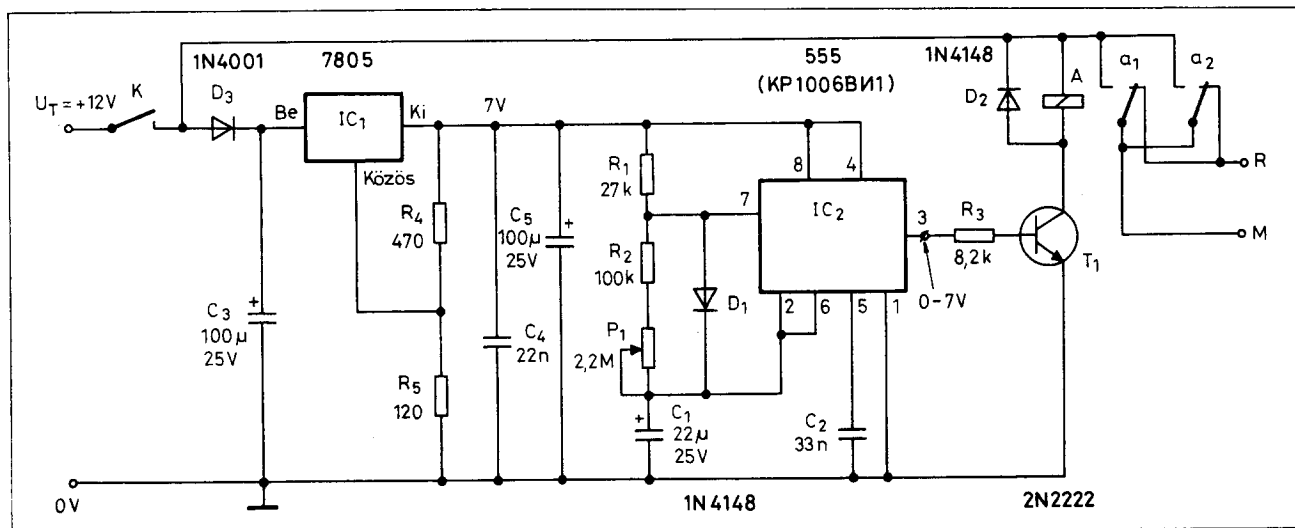 1N4001
7805
555
(КР1006ВИ1)
1N4148
a1
a2
A
K
D3
D2
UT = +12V
Be
IC1
Ki
7V
Közös
R1
27k
8
4
7
IC2
3
R3
8,2k
R
M
T1
R4
470
C5
100µ
25V
+
R2
100k
D1
2
6
5
1
0-7V
+
C3
100µ
25V
C4
22n
P1
2,2M
R5
120
+
C1
22µ
25V
C2
33n
0V
1N4148
2N2222